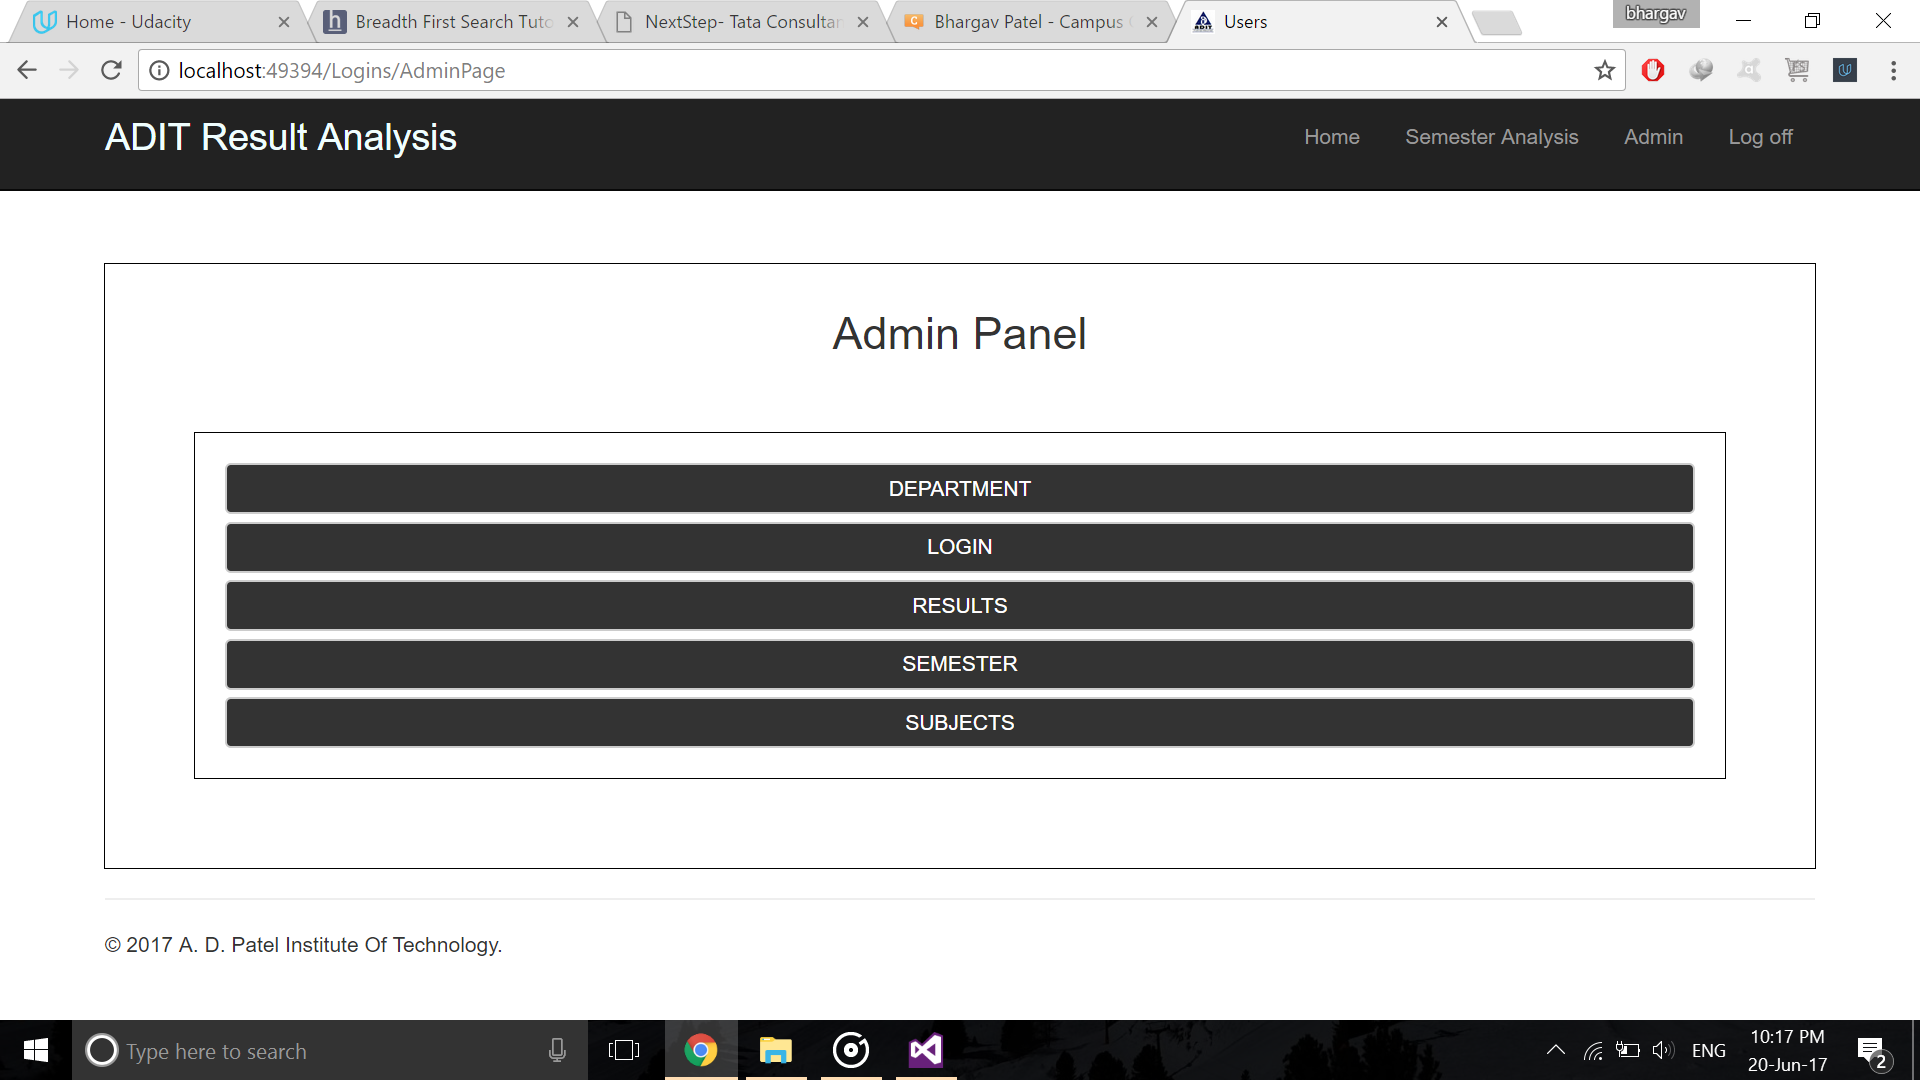 bhargav
Home - Udacity
Breadth First Search Tuto
NextStep- Tata Consultan
Bhargav Patel - Campus
Users
localhost:49394/Logins/AdminPage
ADIT Result Analysis
Home
Semester Analysis
Admin
Log off
Admin Panel
DEPARTMENT
LOGIN
RESULTS
SEMESTER
SUBJECTS
© 2017 A. D. Patel Institute Of Technology.
Type here to search
ENG
10:17 PM
20-Jun-17
2